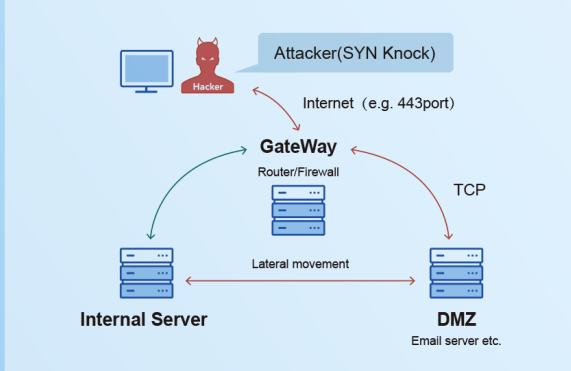 Attacker(SYN Knock)
Hacker
Internet（e.g. 443port）
GateWay
Router/Firewall
TCP
Lateral movement
Internal Server
DMZ
Email server etc.